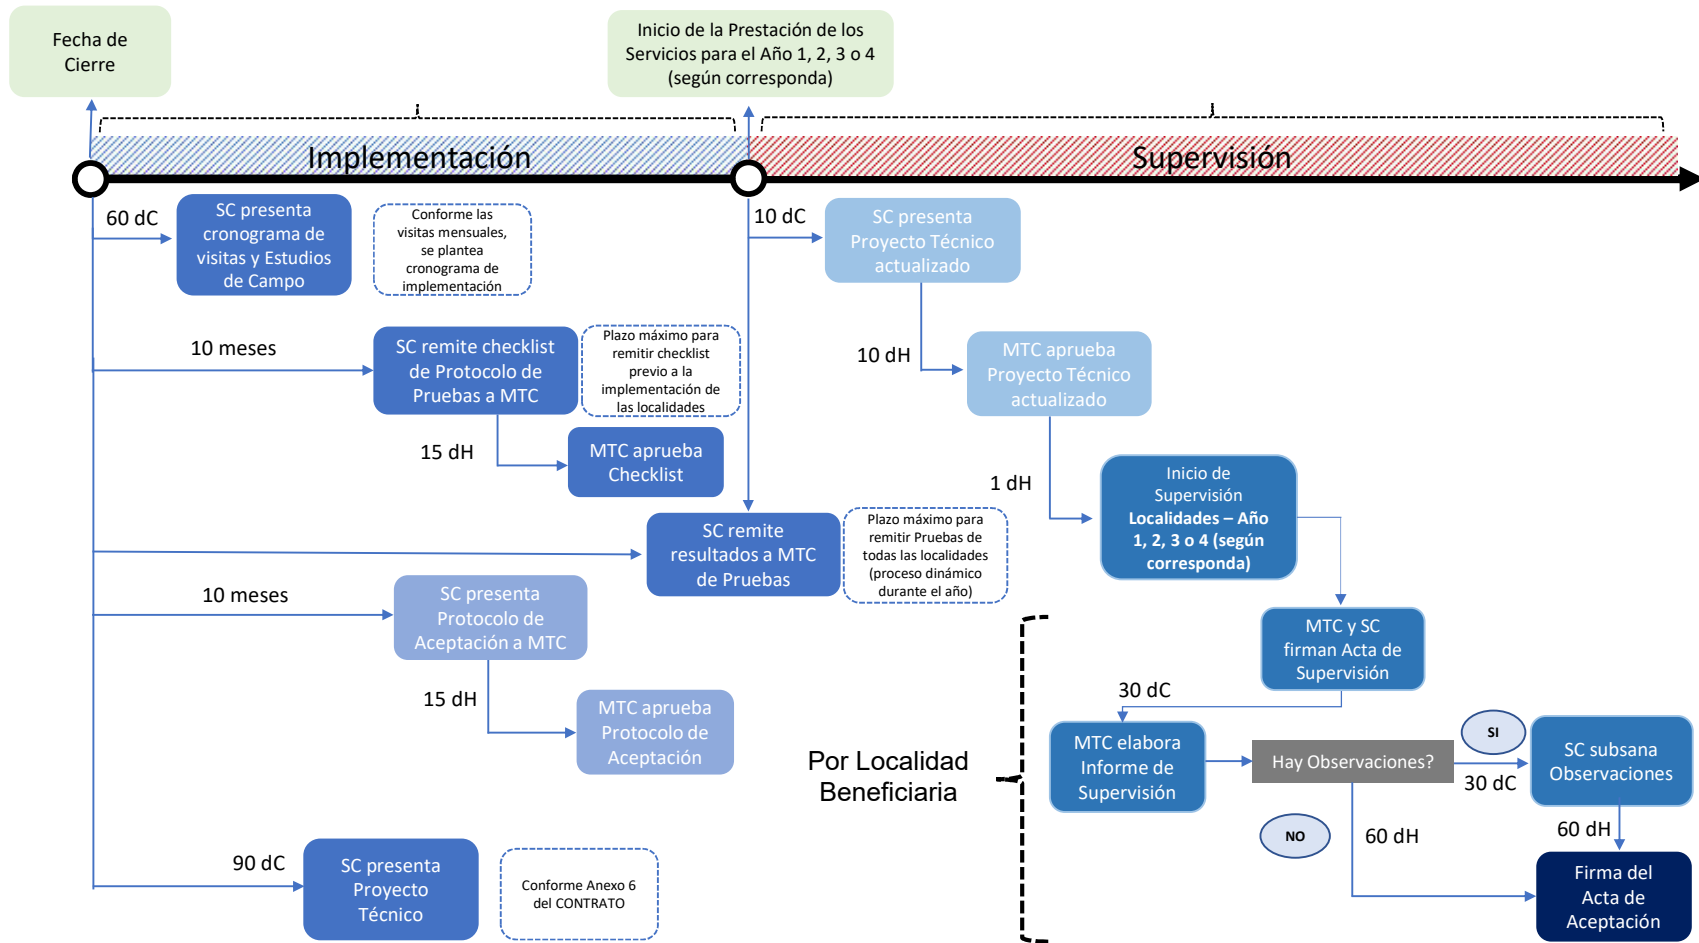 Fecha de
Cierre
Inicio de la Prestación de los
Servicios para el Año 1, 2, 3 o 4
(según corresponda)
Implementación
Supervisión
60 dC
SC presenta
cronograma de
visitas y Estudios
de Campo
Conforme las
visitas mensuales,
se plantea
cronograma de
implementación
10 dC
SC presenta
Proyecto Técnico
actualizado
10 meses
SC remite checklist
de Protocolo de
Pruebas a MTC
Plazo máximo para
remitir checklist
previo a la
implementación de
las localidades
10 dH
MTC aprueba
Proyecto Técnico
actualizado
15 dH
MTC aprueba
Checklist
1 dH
Inicio de
Supervisión
Localidades – Año
1, 2, 3 o 4 (según
corresponda)
SC remite
resultados a MTC
de Pruebas
Plazo máximo para
remitir Pruebas de
todas las localidades
(proceso dinámico
durante el año)
10 meses
SC presenta
Protocolo de
Aceptación a MTC
MTC y SC
firman Acta de
Supervisión
15 dH
MTC aprueba
Protocolo de
Aceptación
30 dC
Por Localidad
Beneficiaria
MTC elabora
Informe de
Supervisión
Hay Observaciones?
SI
30 dC
SC subsana
Observaciones
NO
60 dH
60 dH
Firma del
Acta de
Aceptación
90 dC
SC presenta
Proyecto
Técnico
Conforme Anexo 6
del CONTRATO